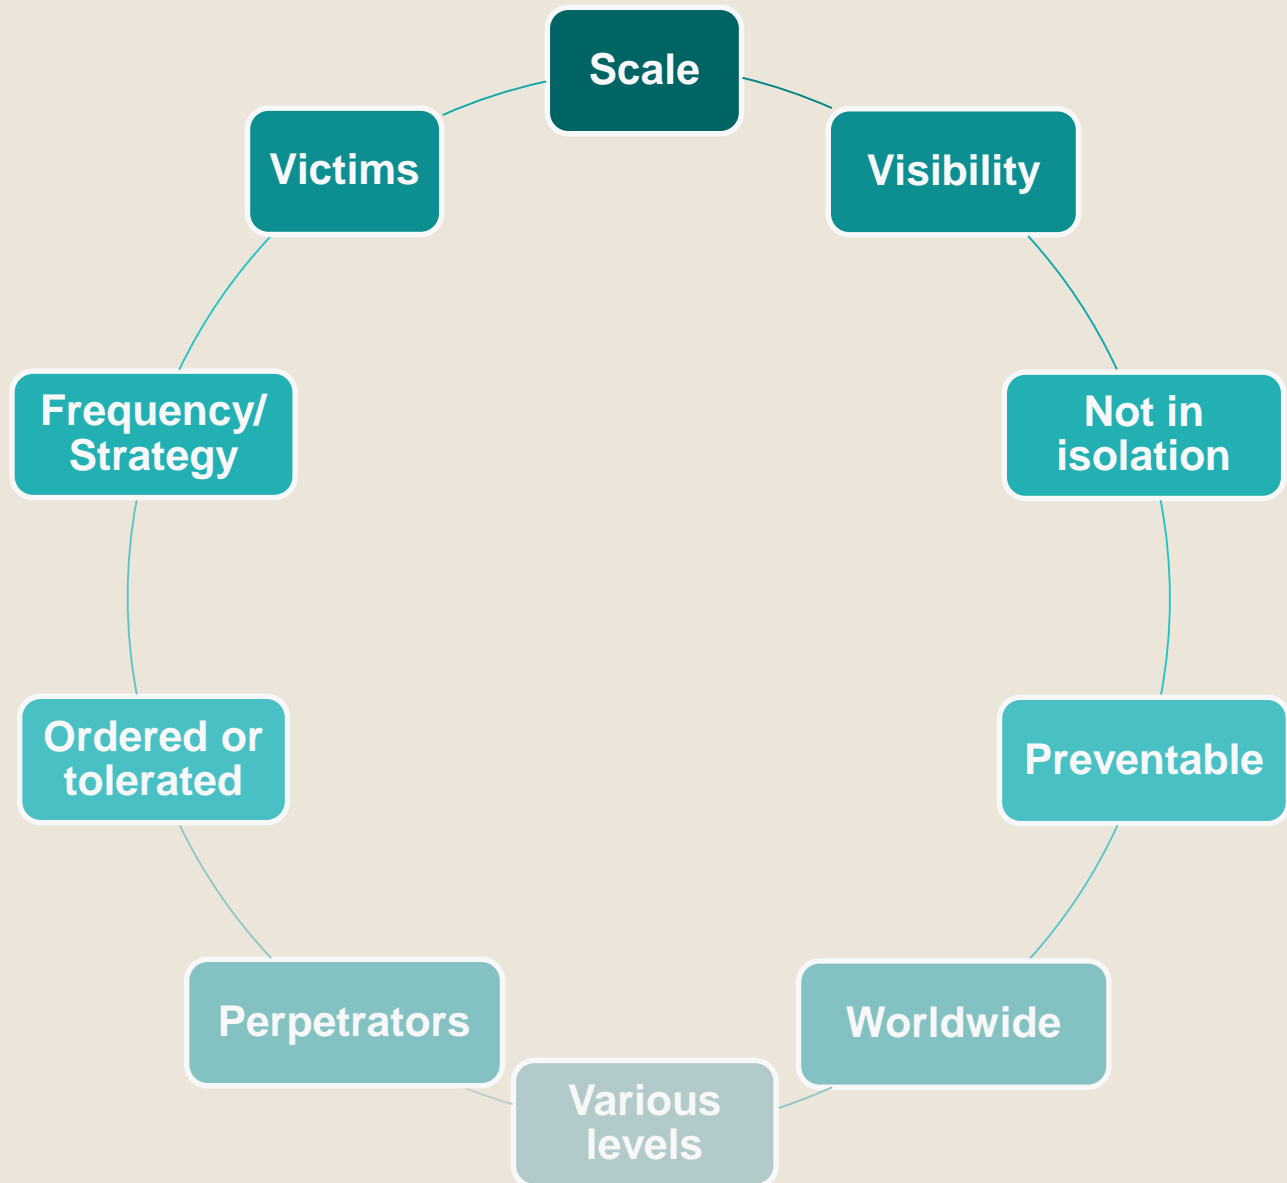 Scale
Visibility
Not in
isolation
Preventable
Worldwide
Various
levels
Perpetrators
Ordered or
tolerated
Frequency/
Strategy
Victims